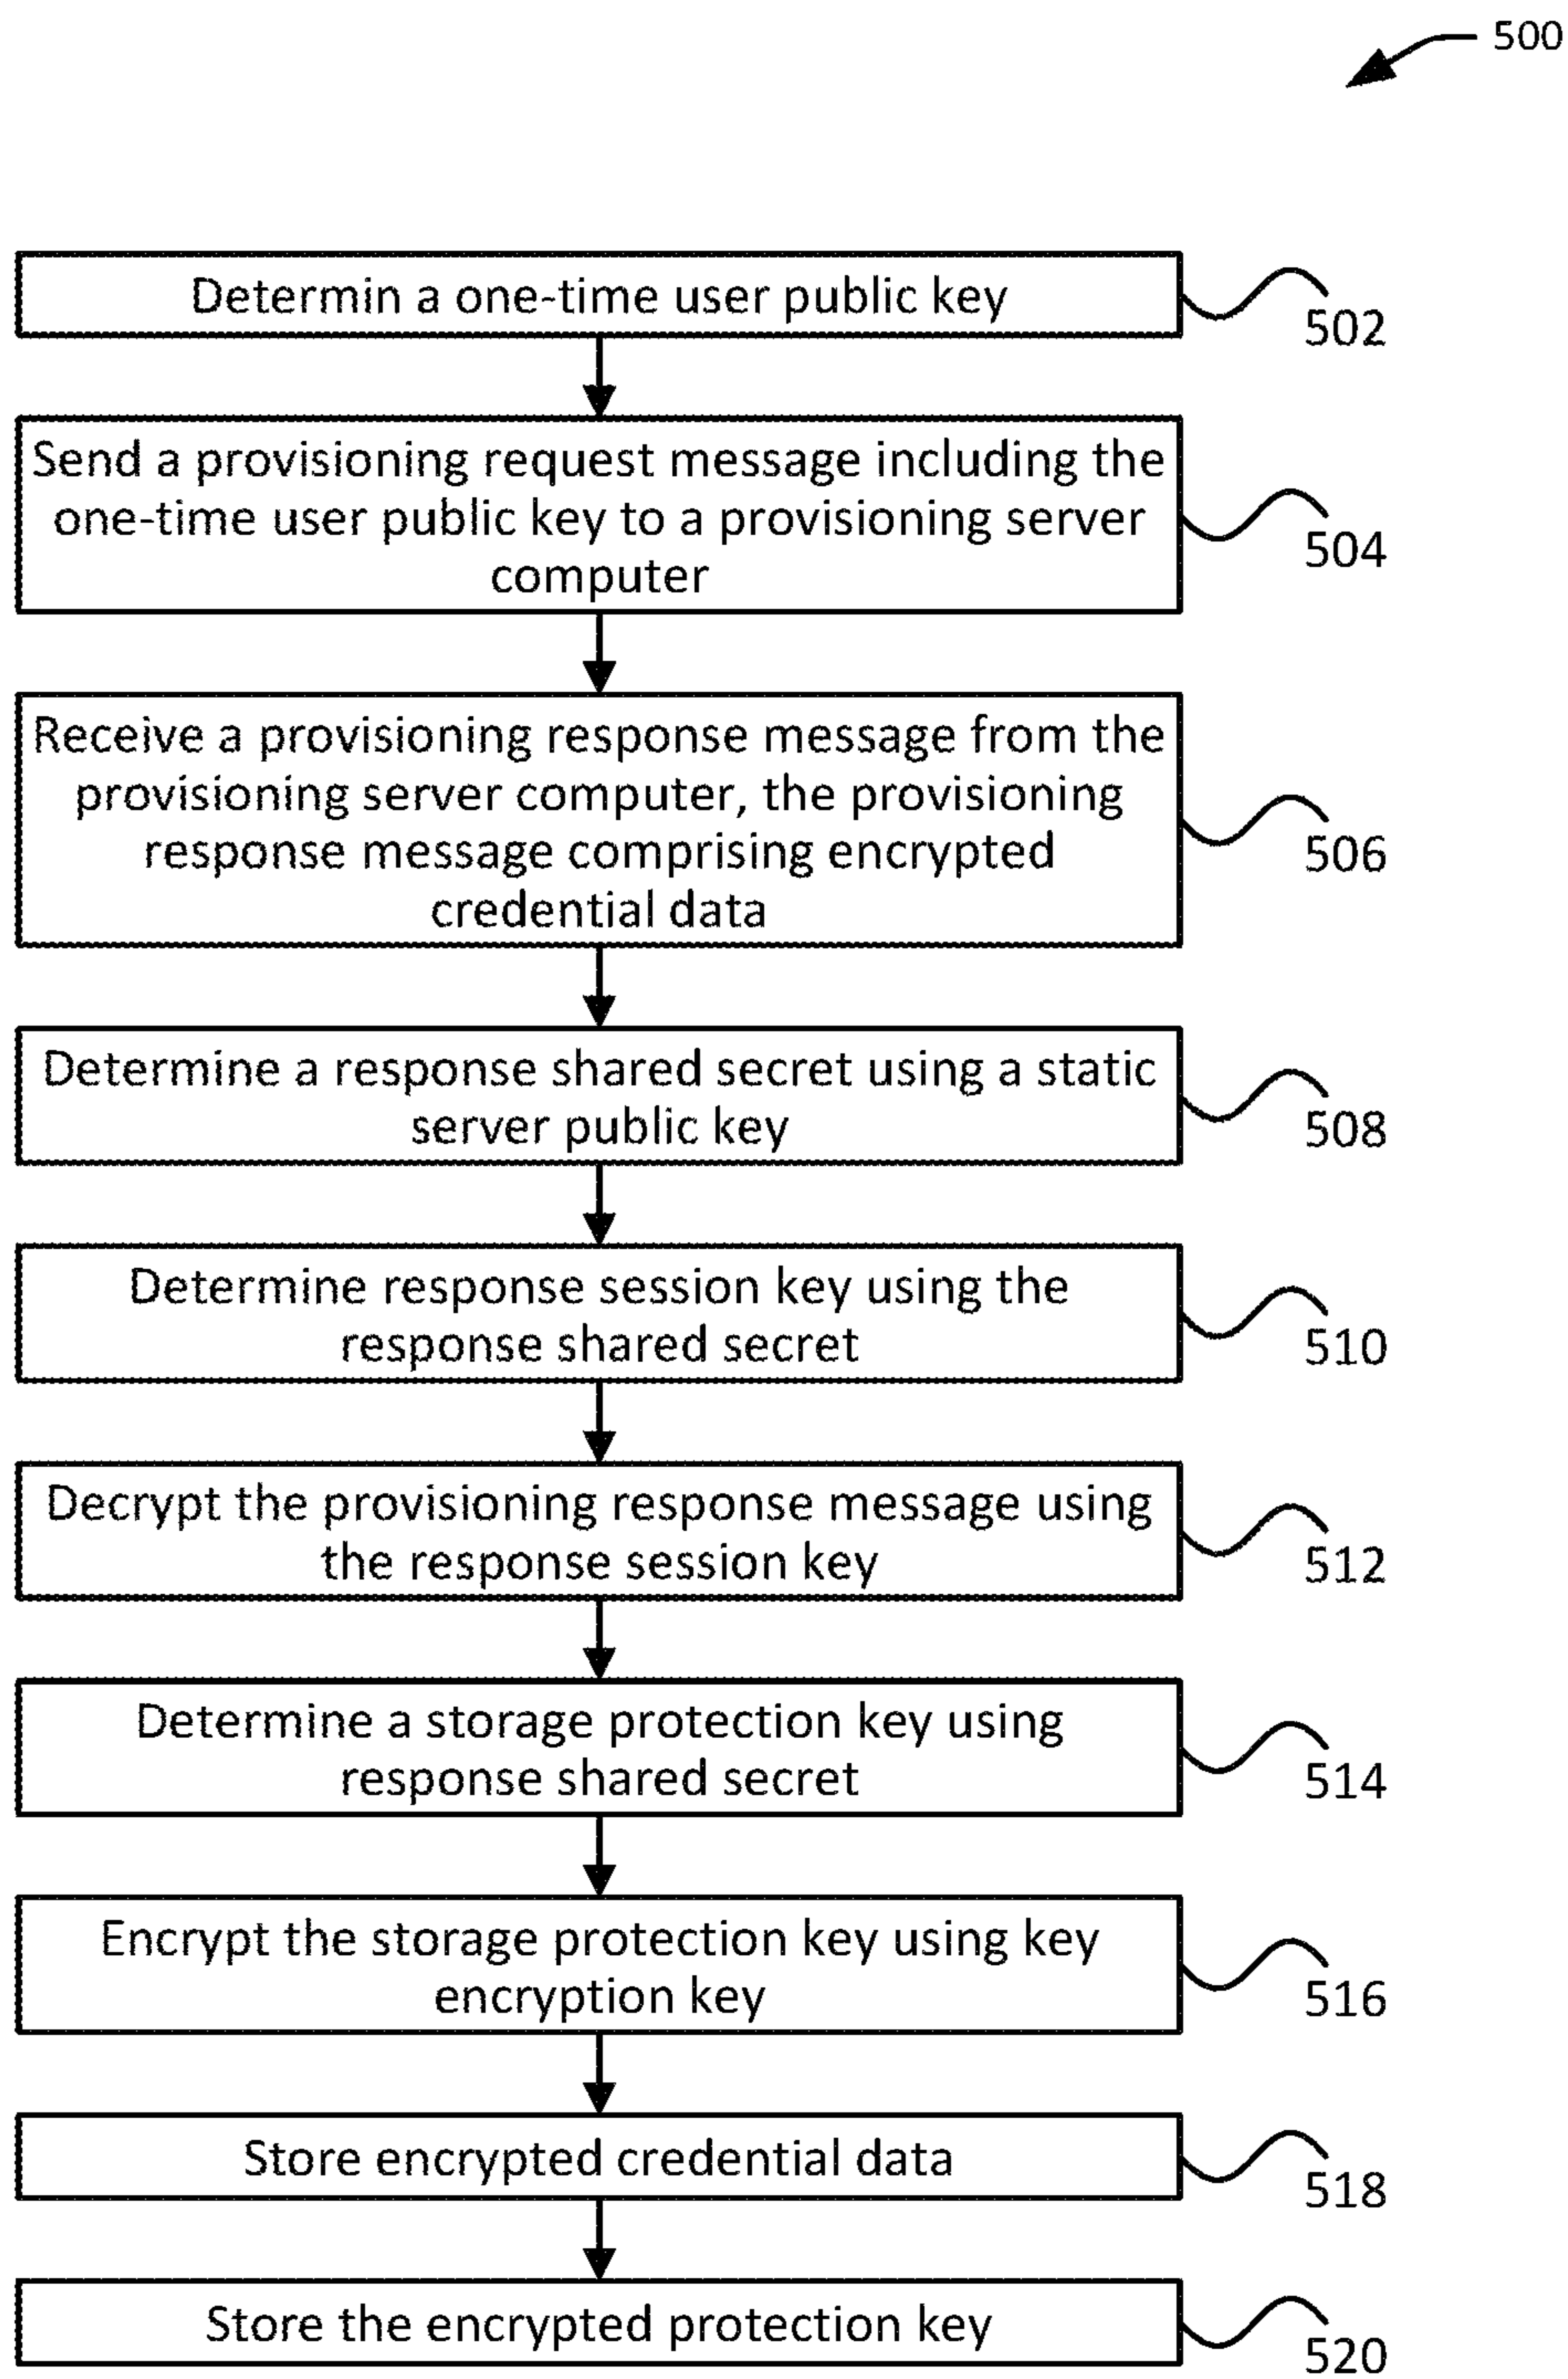 500
Determin a one-time user public key
502
Send a provisioning request message including the
one-time user public key to a provisioning server
computer
504
Receive a provisioning response message from the
provisioning server computer, the provisioning
response message comprising encrypted
credential data
506
Determine a response shared secret using a static
server public key
508
Determine response session key using the
response shared secret
510
Decrypt the provisioning response message using
the response session key
512
Determine a storage protection key using
response shared secret
514
Encrypt the storage protection key using key
encryption key
516
Store encrypted credential data
518
Store the encrypted protection key
520